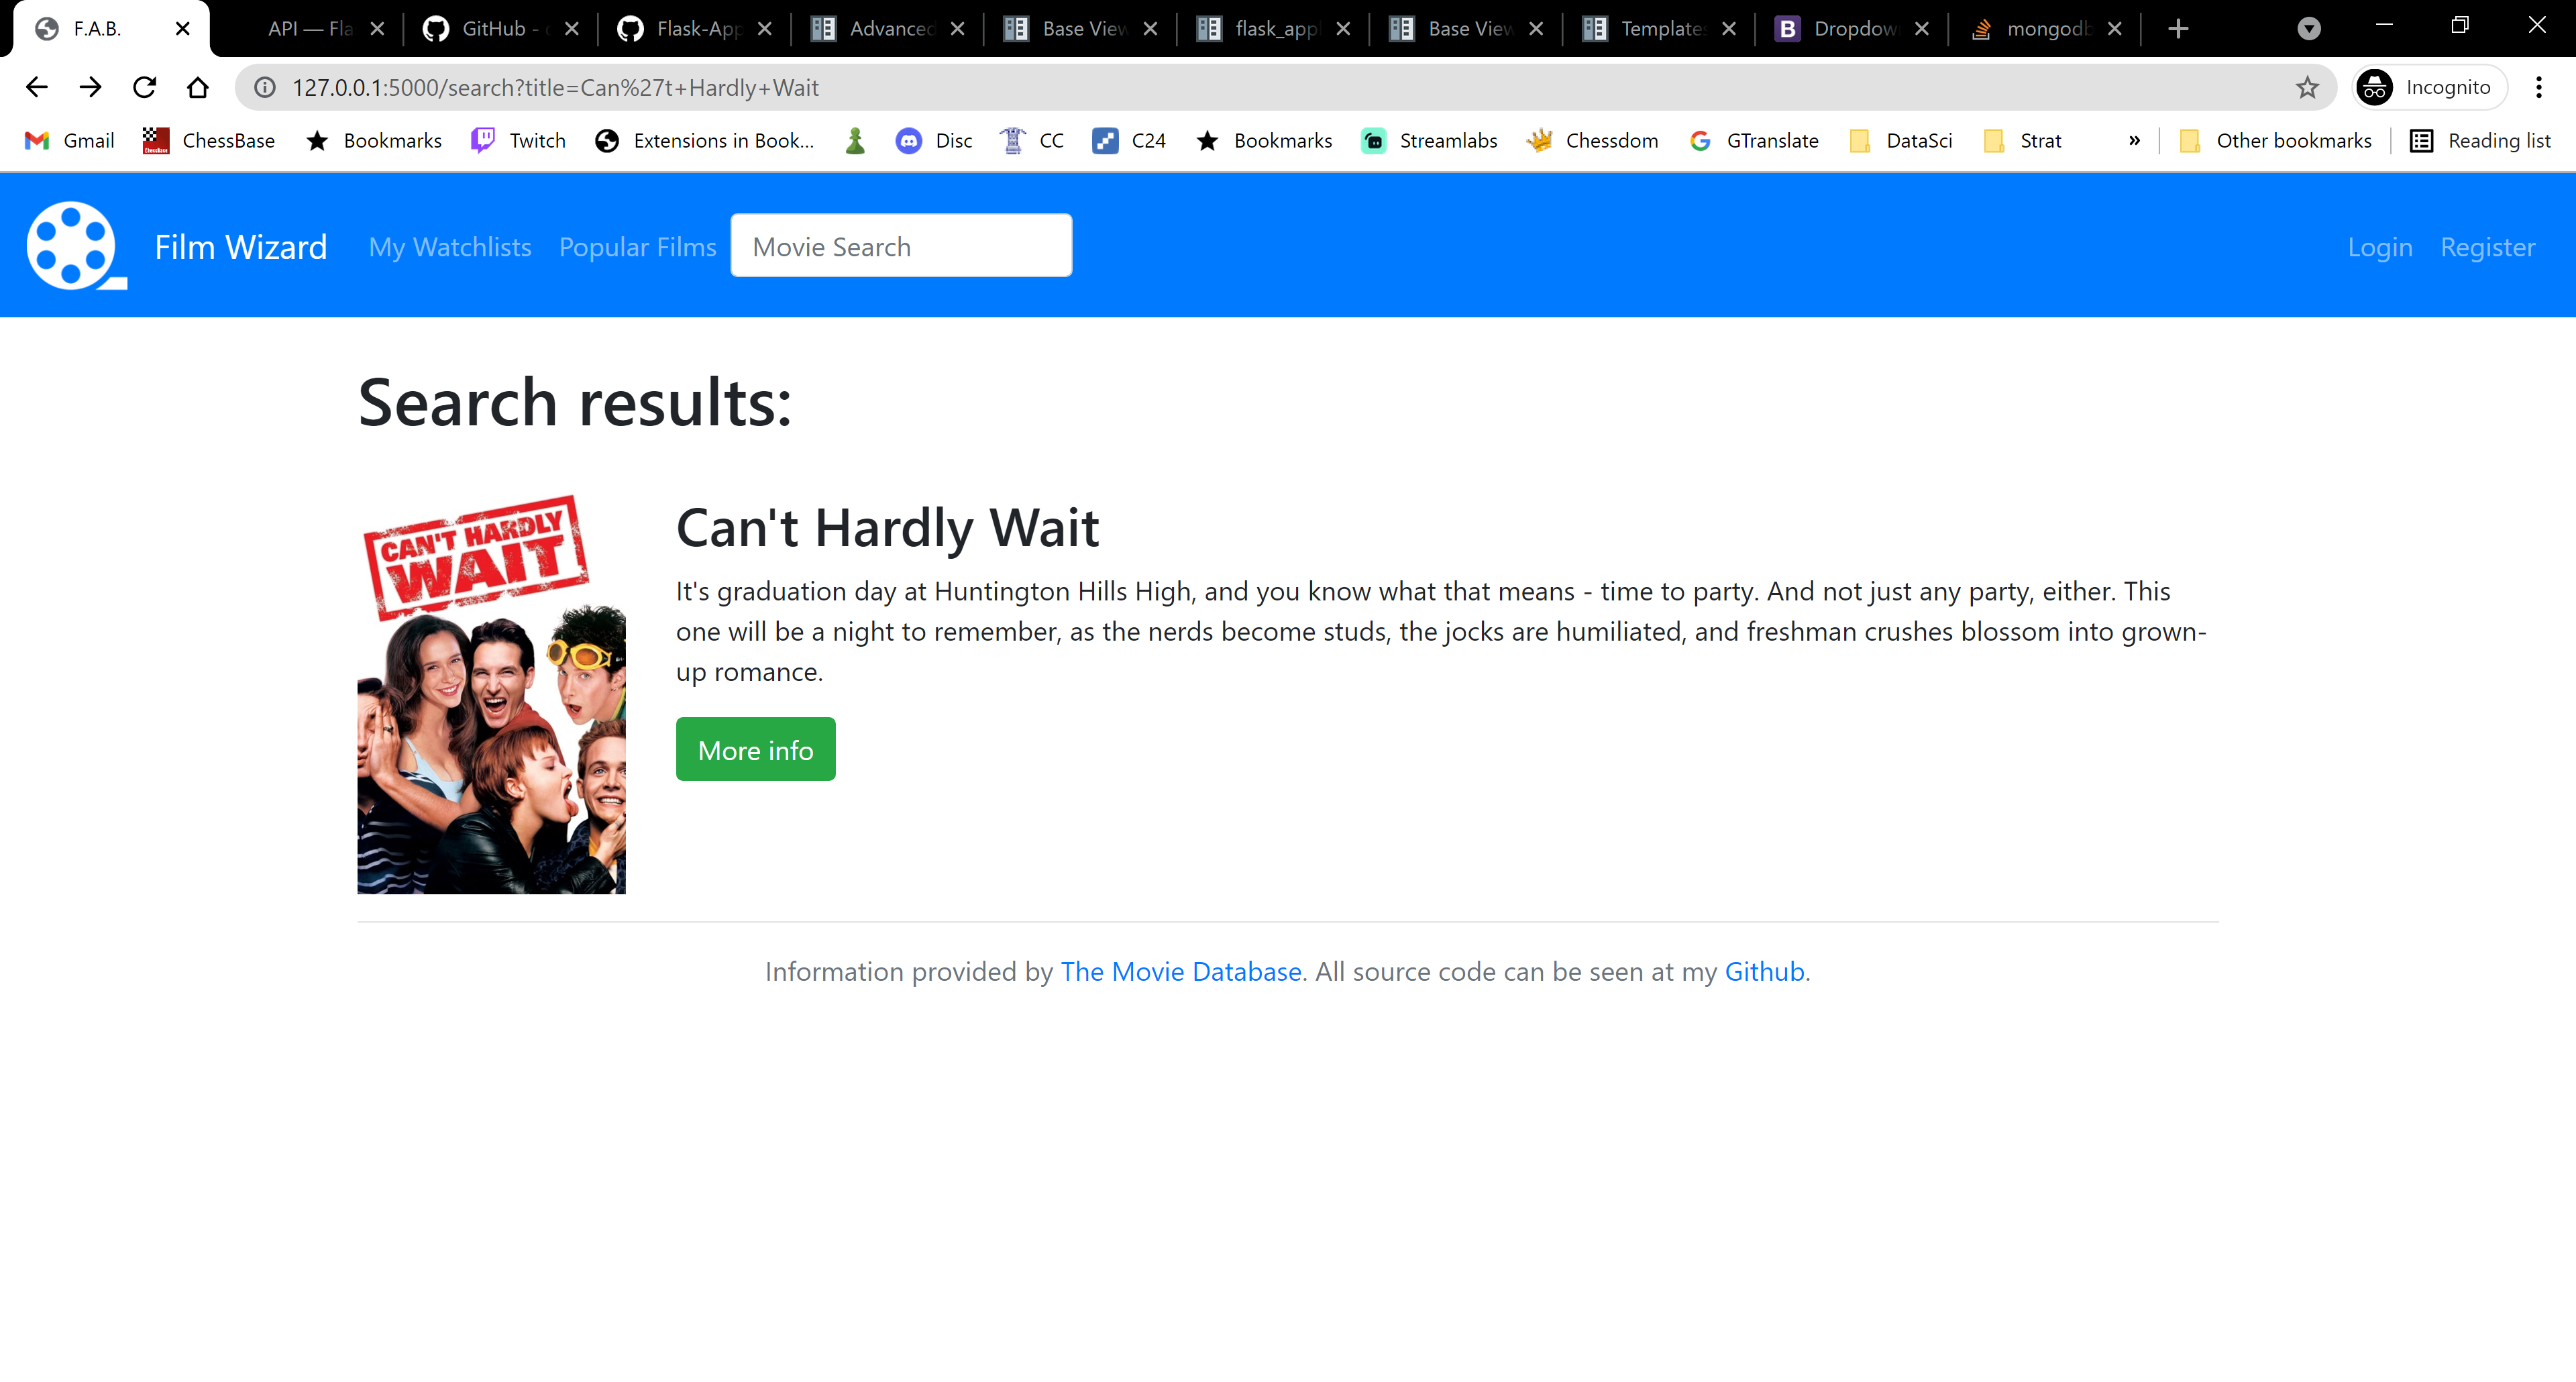 F.A.B. API — Fla GitHub - Flask-App Advanced Base View flask_appl Base View Templates Dropdow mongodb
127.0.0.1:5000/search?title=Can%27t+Hardly+Wait Incognito
Gmail ChessBase Bookmarks Twitch Extensions in Book... Disc CC C24 Bookmarks Streamlabs Chessdom GTranslate DataSci Strat » Other bookmarks Reading list
Film Wizard My Watchlists Popular Films Movie Search Login Register
Search results:
CAN'T HARDLY
WAIT
Can't Hardly Wait
It's graduation day at Huntington Hills High, and you know what that means - time to party. And not just any party, either. This
one will be a night to remember, as the nerds become studs, the jocks are humiliated, and freshman crushes blossom into grown-
up romance.
More info
Information provided by The Movie Database. All source code can be seen at my Github.